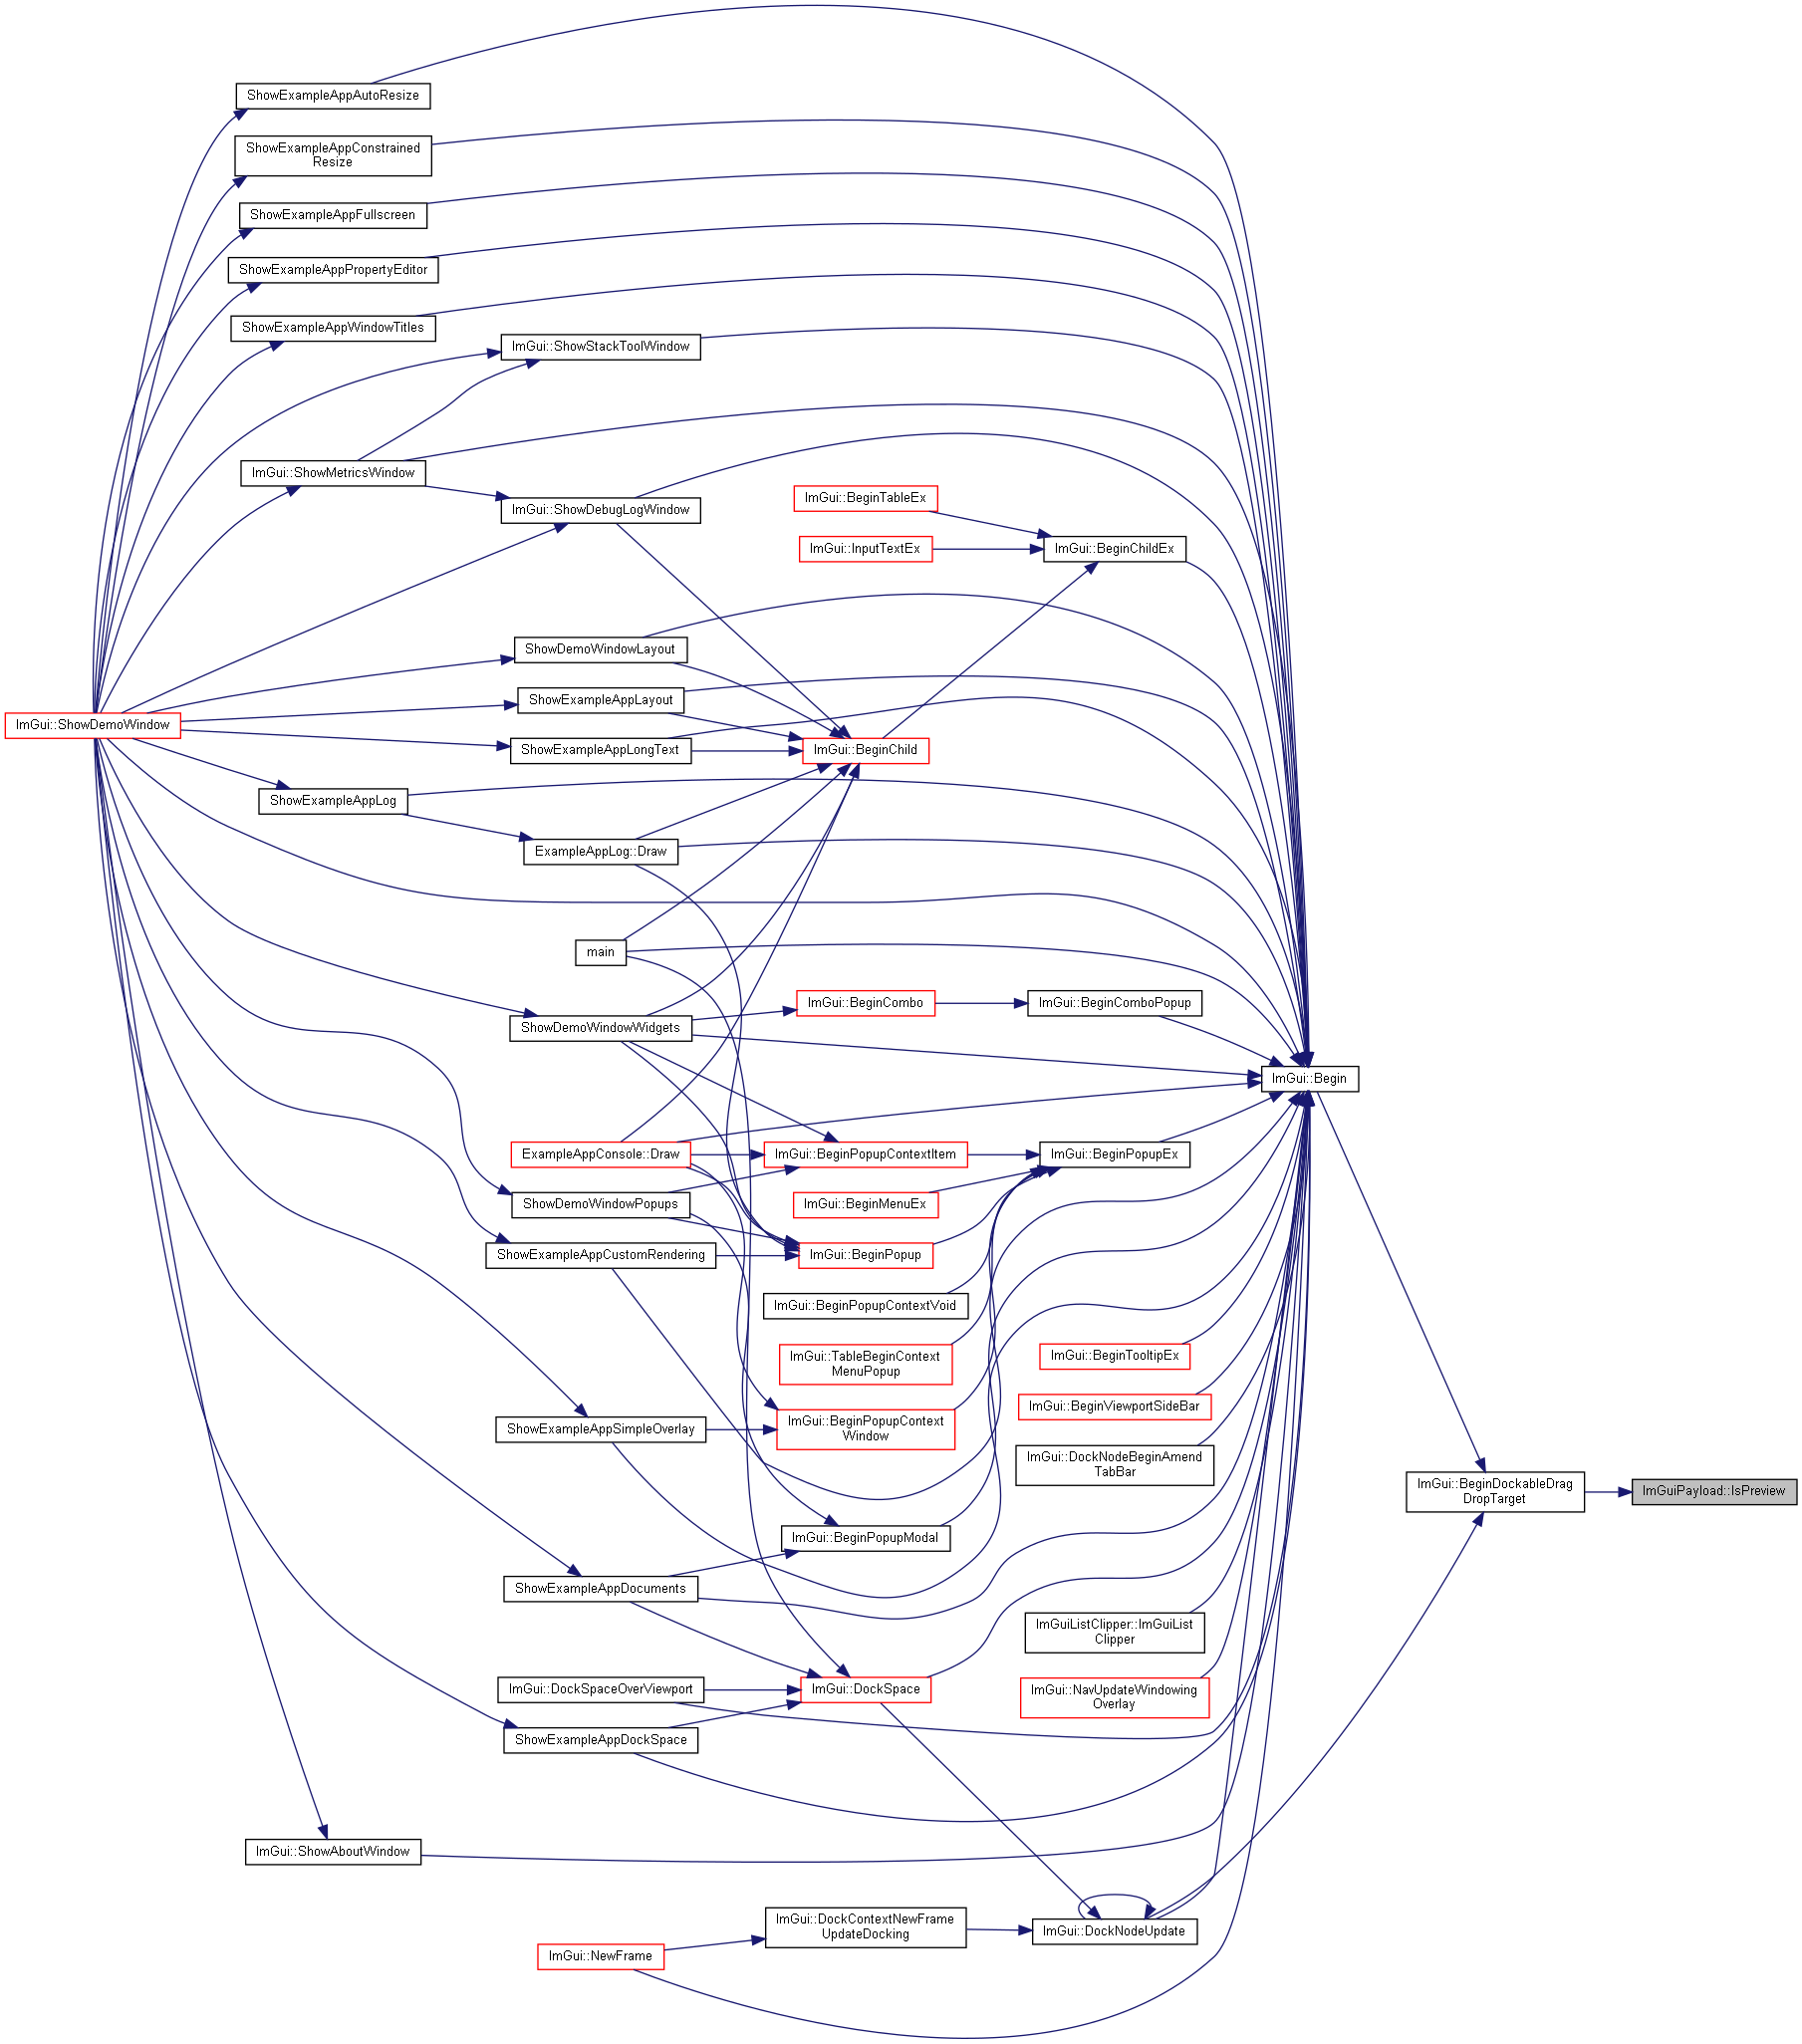 ShowExampleAppAutoResize
ShowExampleAppConstrained
Resize
ShowExampleAppFullscreen
ShowExampleAppPropertyEditor
ShowExampleAppWindowTitles
ImGui::ShowStackToolWindow
ImGui::ShowMetricsWindow
ImGui::ShowDebugLogWindow
ImGui::BeginTableEx
ImGui::InputTextEx
ImGui::BeginChildEx
ShowDemoWindowLayout
ShowExampleAppLayout
ImGui::ShowDemoWindow
ShowExampleAppLongText
ImGui::BeginChild
ShowExampleAppLog
ExampleAppLog::Draw
main
ImGui::BeginCombo
ImGui::BeginComboPopup
ShowDemoWindowWidgets
ImGui::Begin
ExampleAppConsole::Draw
ImGui::BeginPopupContextItem
ImGui::BeginPopupEx
ShowDemoWindowPopups
ImGui::BeginMenuEx
ShowExampleAppCustomRendering
ImGui::BeginPopup
ImGui::BeginPopupContextVoid
ImGui::TableBeginContext
MenuPopup
ImGui::BeginTooltipEx
ImGui::BeginViewportSideBar
ShowExampleAppSimpleOverlay
ImGui::BeginPopupContext
Window
ImGui::DockNodeBeginAmend
TabBar
ImGui::BeginDockableDrag
DropTarget
ImGuiPayload::IsPreview
ImGui::BeginPopupModal
ShowExampleAppDocuments
ImGuiListClipper::ImGuiList
Clipper
ImGui::DockSpaceOverViewport
ImGui::DockSpace
ImGui::NavUpdateWindowing
Overlay
ShowExampleAppDockSpace
ImGui::ShowAboutWindow
ImGui::DockContextNewFrame
UpdateDocking
ImGui::DockNodeUpdate
ImGui::NewFrame